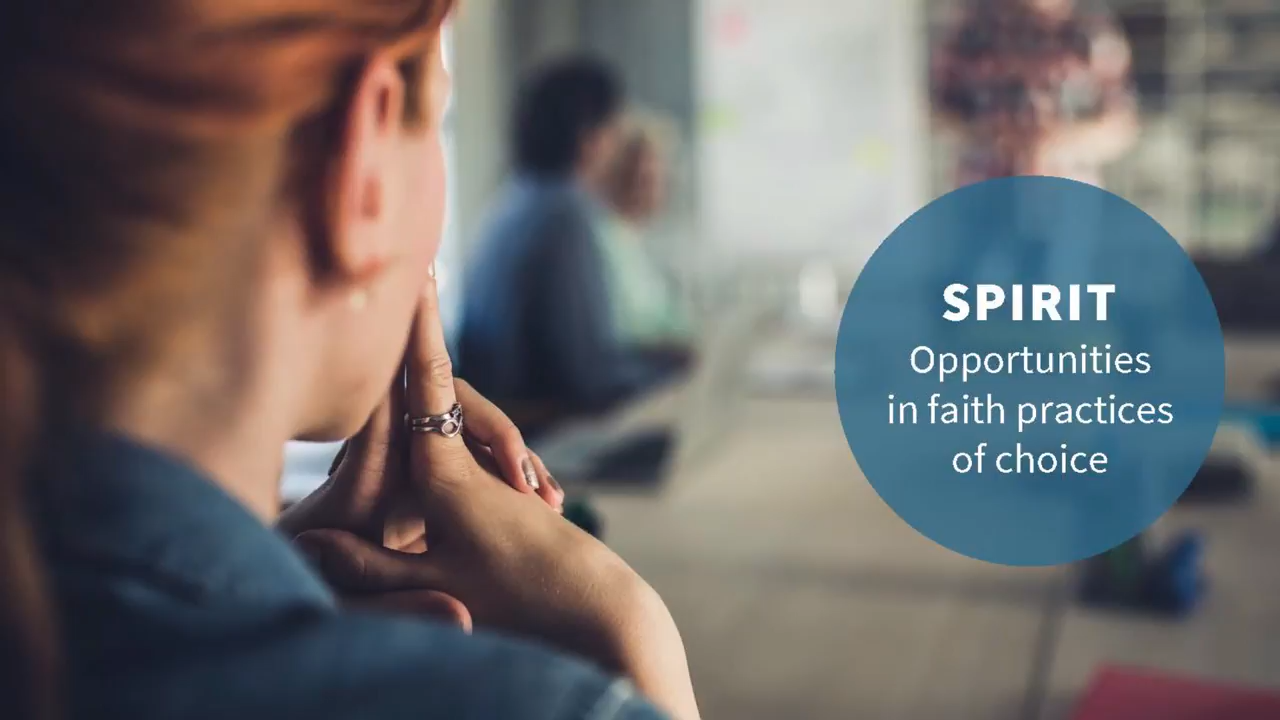 SPIRIT
Opportunities
in faith practices
of choice